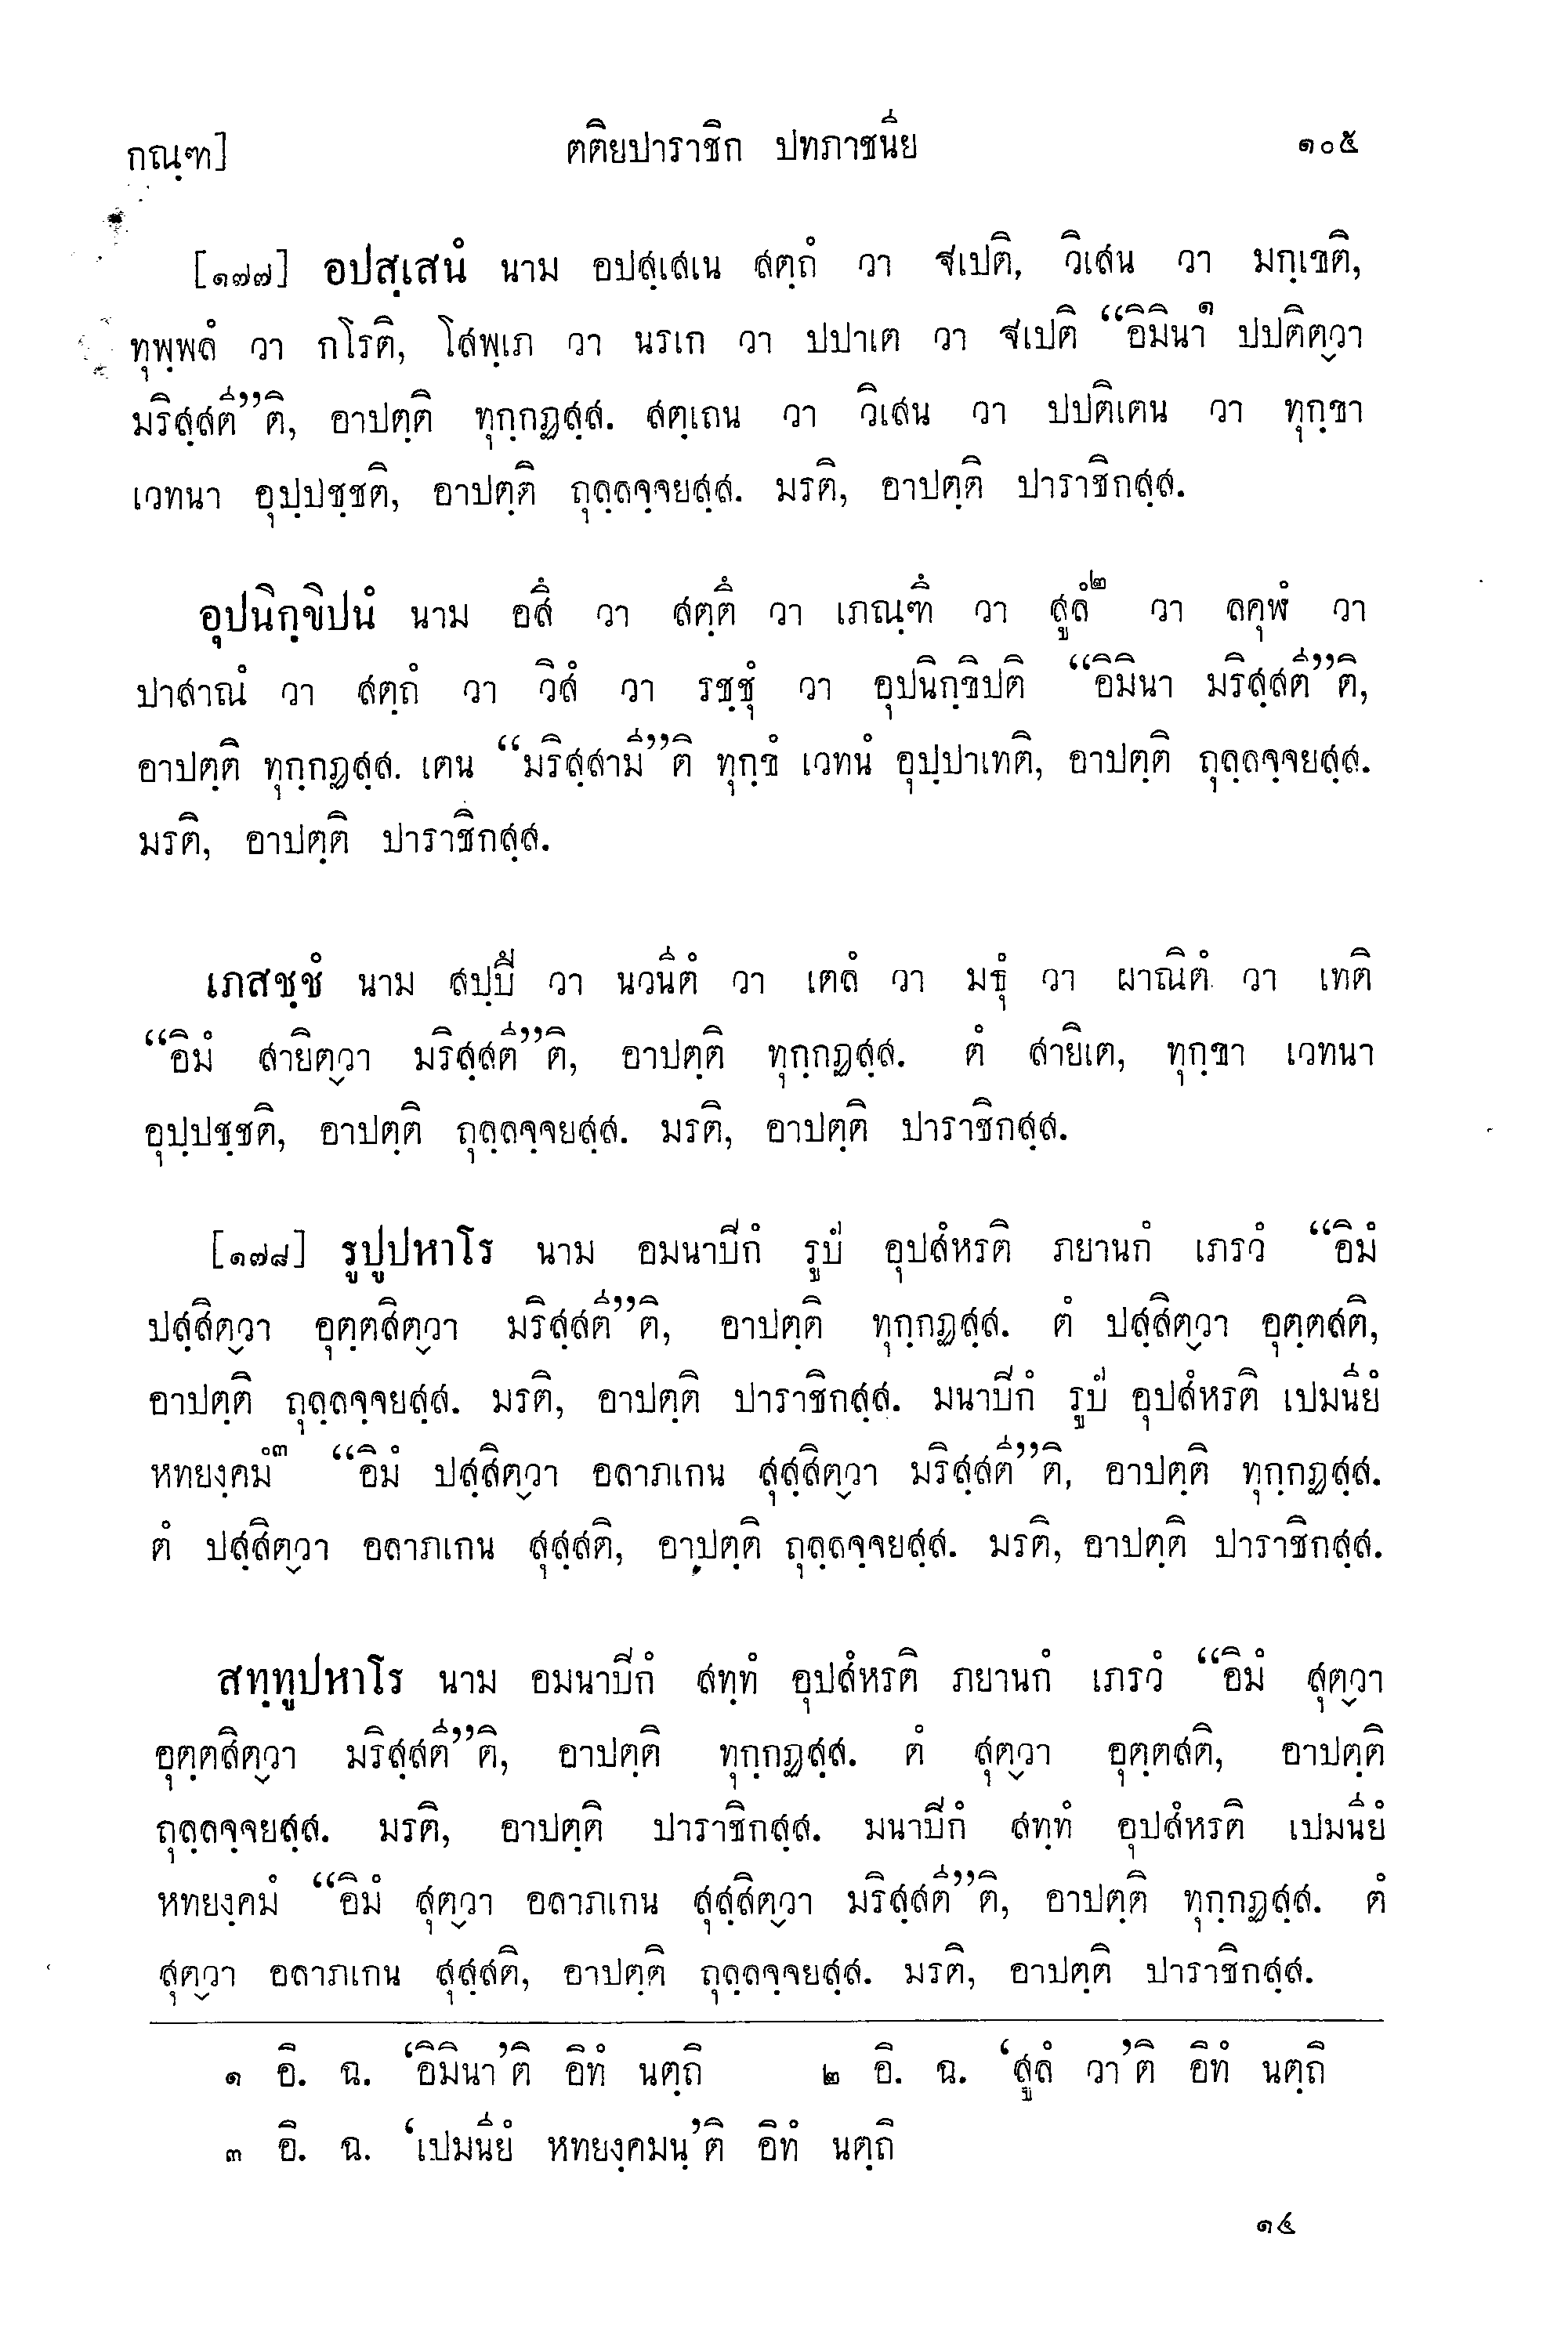 กณฺฑ] ตติยปาราชิก ปทภาชนีย ๑๐๕
[๑๗๗] อปสฺเสนํ นาม อปสฺเสเน สตฺถํ วา ฐเปติ, วิเสน วา มกฺเขติ,
ทุพฺพลํ วา กโรติ, โสพฺเภ วา นรเก วา ปปาเต วา ฐเปติ “อิมินา๑ ปปติตฺวา
มริสฺสตี”ติ, อาปตฺติ ทุกฺกฏสฺส. สตฺเถน วา วิเสน วา ปปติเตน วา ทุกฺขา
เวทนา อุปฺปชฺชติ, อาปตฺติ ถุลฺลจฺจยสฺส. มรติ, อาปตฺติ ปาราชิกสฺส.
อุปนิกฺขิปนํ นาม อสึ วา สตฺตึ วา เภณฺฑึ วา สูลํ๒ วา ลคุฬํ วา
ปาสาณํ วา สตฺถํ วา วิสํ วา รชฺชุํ วา อุปนิกฺขิปติ “อิมินา มริสฺสตี”ติ,
อาปตฺติ ทุกฺกฏสฺส. เตน “มริสฺสามี”ติ ทุกฺขํ เวทนํ อุปฺปาเทติ, อาปตฺติ ถุลฺลจฺจยสฺส.
มรติ, อาปตฺติ ปาราชิกสฺส.
เภสชฺชํ นาม สปฺปึ วา นวนีตํ วา เตลํ วา มธุํ วา ผาณิตํ วา เทติ
“อิมํ สายิตฺวา มริสฺสตี”ติ, อาปตฺติ ทุกฺกฏสฺส. ตํ สายิเต, ทุกฺขา เวทนา
อุปฺปชฺชติ, อาปตฺติ ถุลฺลจฺจยสฺส. มรติ, อาปตฺติ ปาราชิกสฺส.
[๑๗๘] รูปูปหาโร นาม อมนาปิกํ รูปํ อุปสํหรติ ภยานกํ เภรวํ “อิมํ
ปสฺสิตฺวา อุตฺตสิตฺวา มริสฺสตี”ติ, อาปตฺติ ทุกฺกฏสฺส. ตํ ปสฺสิตฺวา อุตฺตสติ,
อาปตฺติ ถุลฺลจฺจยสฺส. มรติ, อาปตฺติ ปาราชิกสฺส. มนาปิกํ รูปํ อุปสํหรติ เปมนียํ
หทยงฺคมํ๓ “อิมํ ปสฺสิตฺวา อลาภเกน สุสฺสิตฺวา มริสฺสตี”ติ, อาปตฺติ ทุกฺกฏสฺส.
ตํ ปสฺสิตฺวา อลาภเกน สุสฺสติ, อาปตฺติ ถุลฺลจฺจยสฺส. มรติ, อาปตฺติ ปาราชิกสฺส.
สทฺทูปหาโร นาม อมนาปิกํ สทฺทํ อุปสํหรติ ภยานกํ เภรวํ “อิมํ สุตฺวา
อุตฺตสิตฺวา มริสฺสตี”ติ, อาปตฺติ ทุกฺกฏสฺส. ตํ สุตฺวา อุตฺตสติ, อาปตฺติ
ถุลฺลจฺจยสฺส. มรติ, อาปตฺติ ปาราชิกสฺส. มนาปิกํ สทฺทํ อุปสํหรติ เปมนียํ
หทยงฺคมํ “อิมํ สุตฺวา อลาภเกน สุสฺสิตฺวา มริสฺสตี”ติ, อาปตฺติ ทุกฺกฏสฺส. ตํ
สุตฺวา อลาภเกน สุสฺสติ, อาปตฺติ ถุลฺลจฺจยสฺส. มรติ, อาปตฺติ ปาราชิกสฺส.
๑ อิ. ฉ. ‘อิมินา’ติ อิทํ นตฺถิ ๒ อิ. ฉ. ‘สูลํ วา’ติ อิทํ นตฺถิ
๓ อิ. ฉ. ‘เปมนียํ หทยงฺคมนฺ’ติ อิทํ นตฺถิ
๑๔